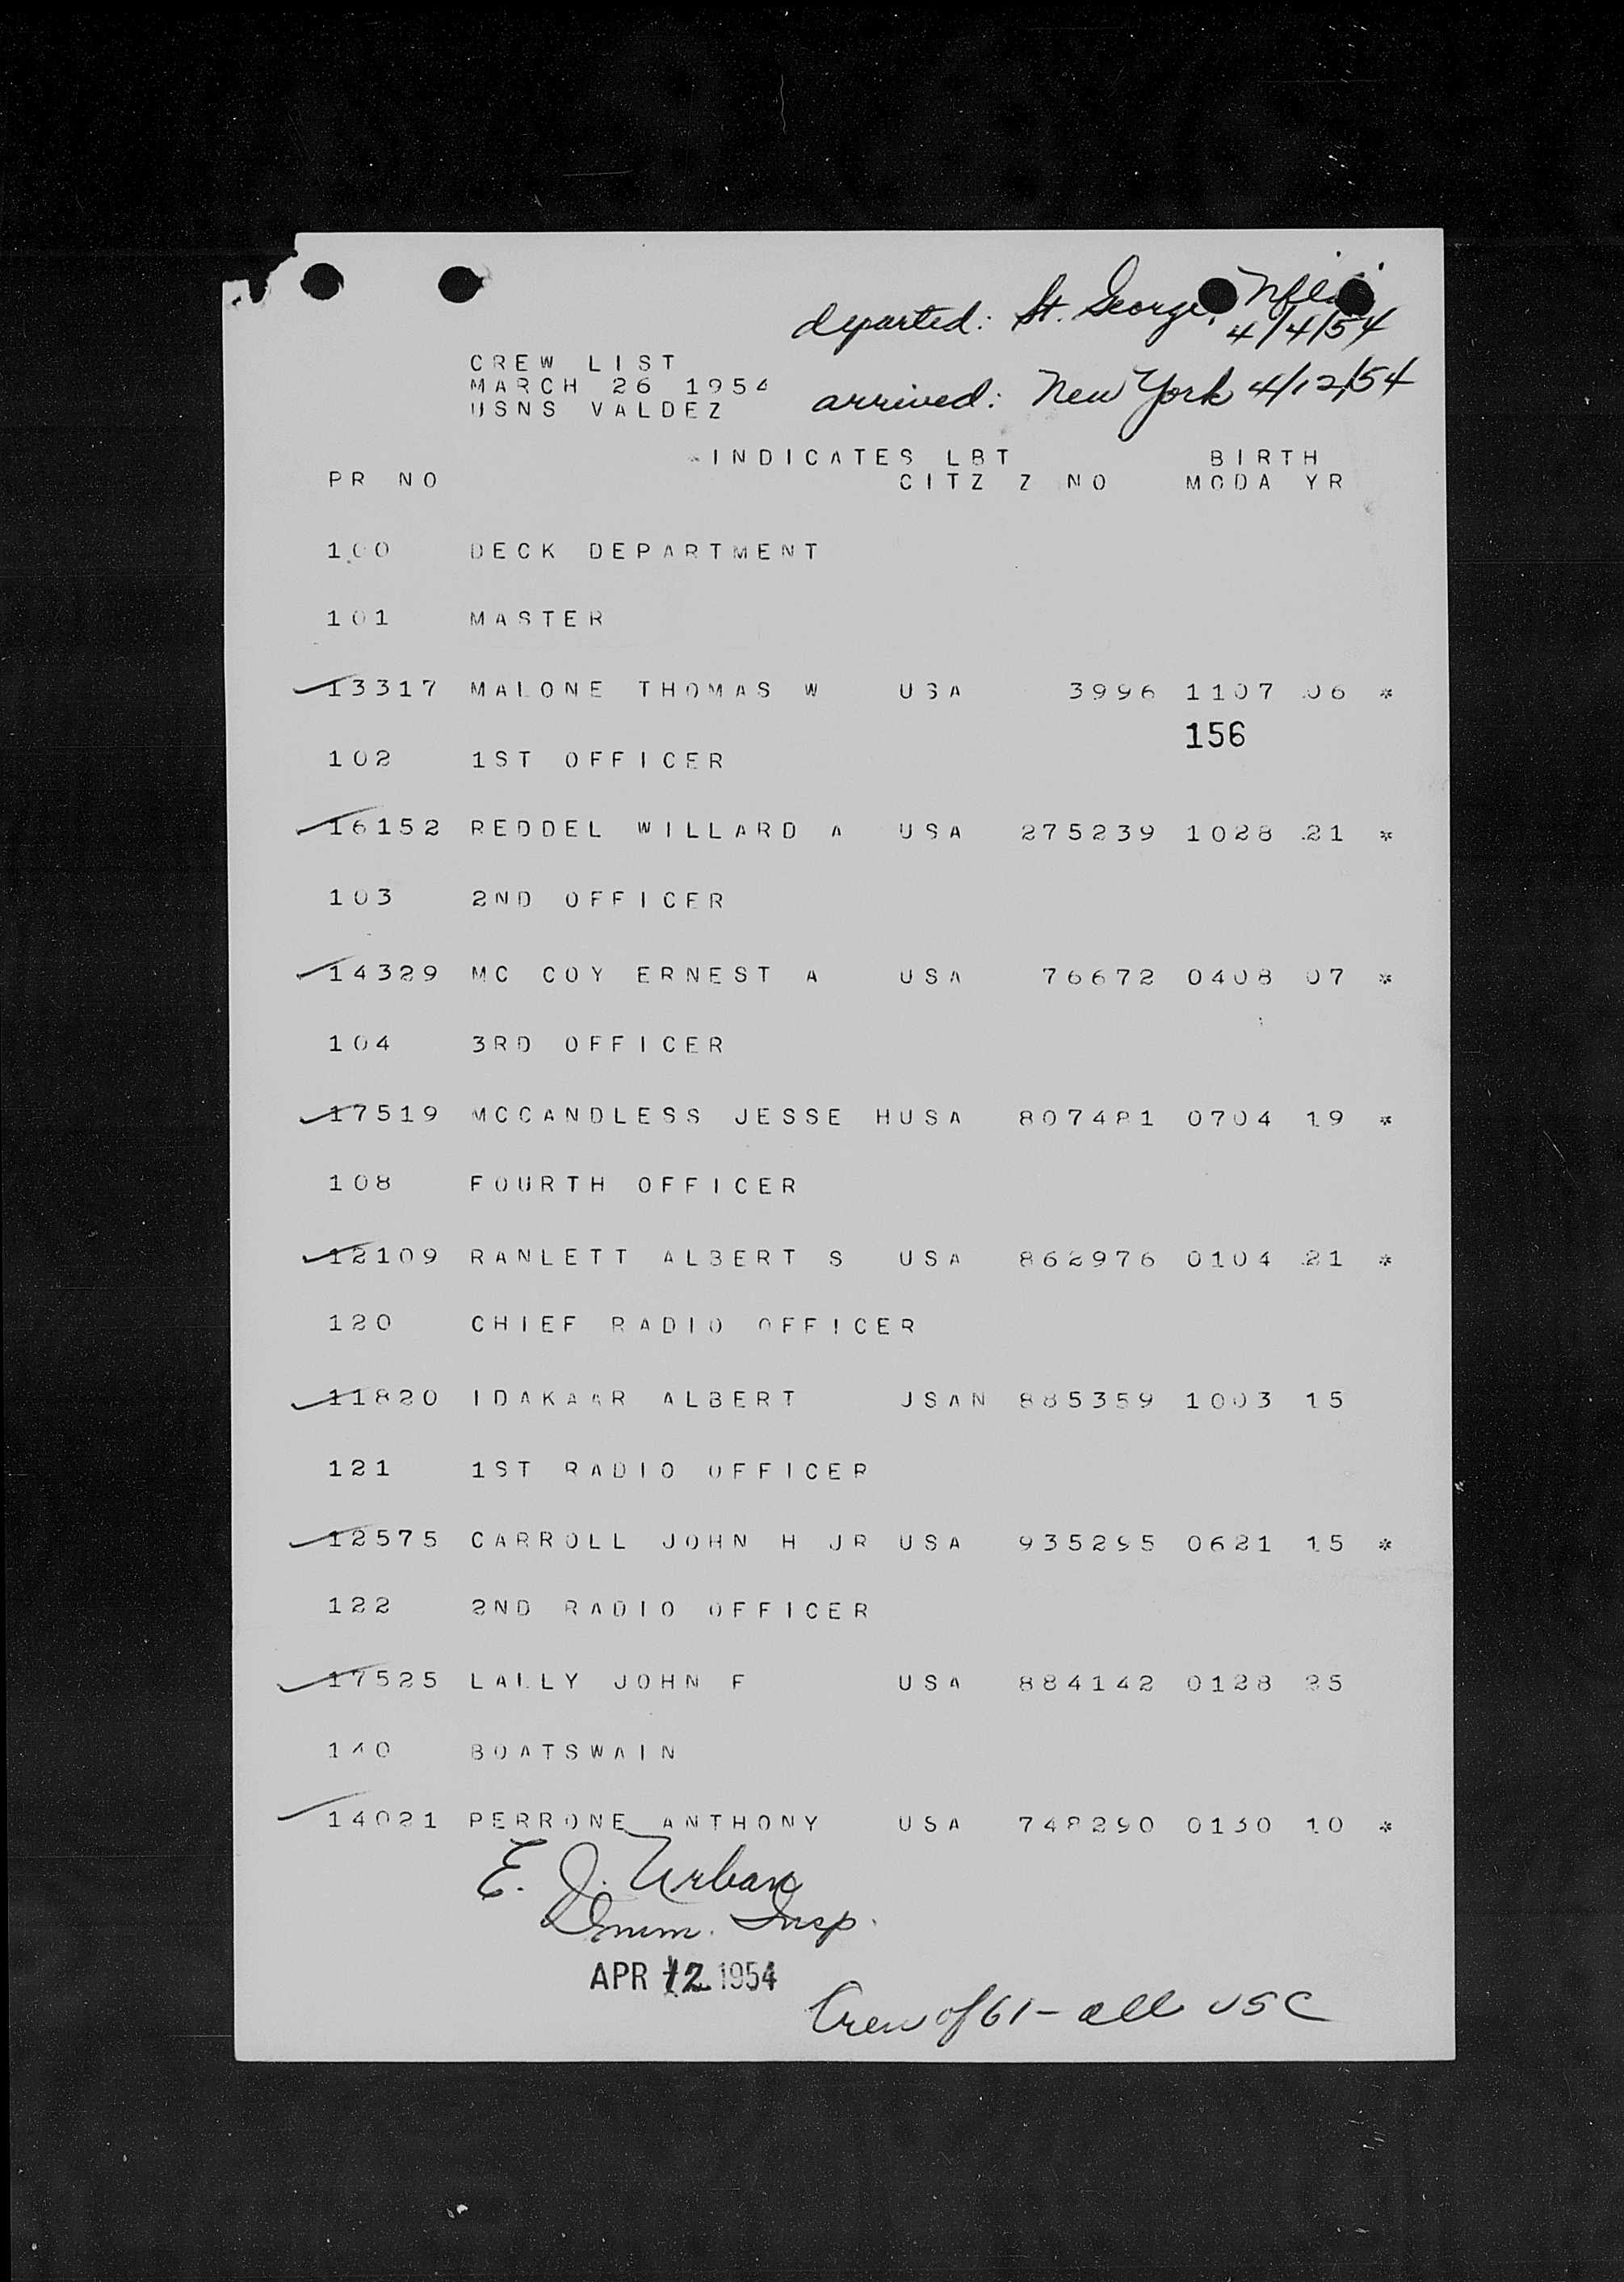 departed: St. George, Nfld.
4/4/54
CREW LIST
MARCH 26 1954
USNS VALDEZ
arrived: New York 4/12/54
*INDICATES LBT BIRTH
PR NO CITZ Z NO MODA YR
100 DECK DEPARTMENT
101 MASTER
13317 MALONE THOMAS W USA 3996 1107 06 *
156
102 1ST OFFICER
16152 REDDEL WILLARD A USA 275239 1028 21 *
103 2ND OFFICER
14329 MC COY ERNEST A USA 76672 0408 07 *
104 3RD OFFICER
17519 MCCANDLESS JESSE HUSA 807481 0704 19 *
108 FOURTH OFFICER
12109 RANLETT ALBERT S USA 862976 0104 21 *
120 CHIEF RADIO OFFICER
11820 IDAKAAR ALBERT USAN 885359 1003 15
121 1ST RADIO OFFICER
12575 CARROLL JOHN H JR USA 935295 0621 15 *
122 2ND RADIO OFFICER
17525 LALLY JOHN F USA 884142 0128 25
140 BOATSWAIN
14021 PERRONE ANTHONY USA 748290 0130 10 *
E. J. Urban
Imm. Insp.
APR 12 1954
Crew of 61 - all USC